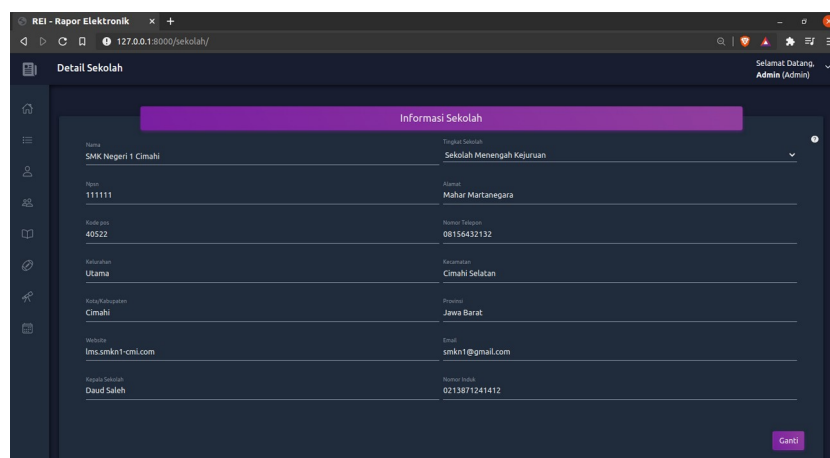 REI - Rapor Elektronik
127.0.0.1:8000/sekolah/
Detail Sekolah
Selamat Datang,
Admin (Admin)
Informasi Sekolah
Nama
SMK Negeri 1 Cimahi
Tingkat Sekolah
Sekolah Menengah Kejuruan
Npsn
111111
Alamat
Mahar Martanegara
Kode pos
40522
Nomor Telepon
08156432132
Kelurahan
Utama
Kecamatan
Cimahi Selatan
Kota/Kabupaten
Cimahi
Provinsi
Jawa Barat
Website
lms.smkn1-cmi.com
Email
smkn1@gmail.com
Kepala Sekolah
Daud Saleh
Nomor Induk
0213871241412
Ganti